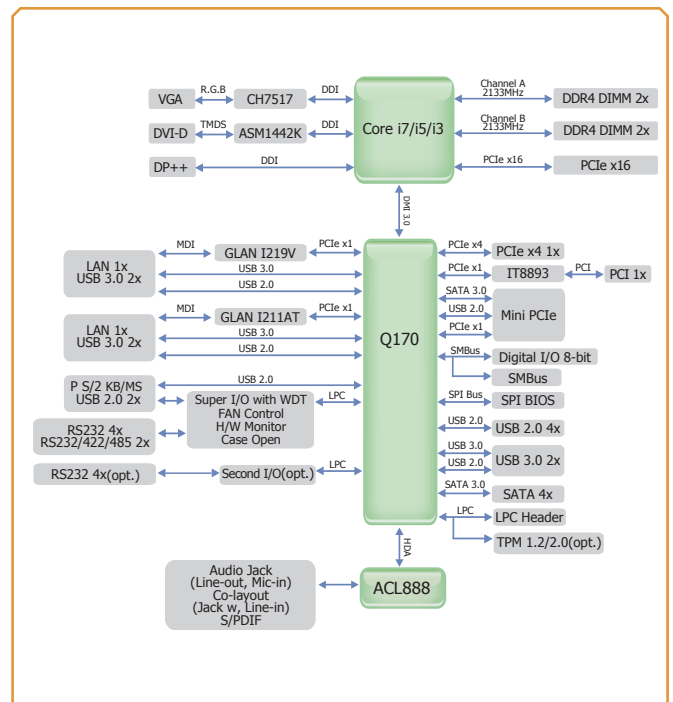 VGA
R.G.B
CH7517
DDI
Core i7/i5/i3
Channel A
2133MHz
DDR4 DIMM 2x
DVI-D
TMDS
ASM1442K
DDI
Channel B
2133MHz
DDR4 DIMM 2x
DP++
DDI
PCIe x16
PCIe x16
DMI 3.0
LAN 1x
USB 3.0 2x
MDI
GLAN I219V
PCIe x1
USB 3.0
USB 2.0
LAN 1x
USB 3.0 2x
MDI
GLAN I211AT
PCIe x1
USB 3.0
USB 2.0
P S/2 KB/MS
USB 2.0 2x
USB 2.0
Super I/O with WDT
FAN Control
H/W Monitor
Case Open
LPC
RS232 4x
RS232/422/485 2x
RS232 4x(opt.)
Second I/O(opt.)
LPC
Q170
PCIe x4
PCIe x4 1x
PCIe x1
IT8893
PCI
PCI 1x
SATA 3.0
USB 2.0
PCIe x1
Mini PCIe
SMBus
Digital I/O 8-bit
SMBus
SPI Bus
SPI BIOS
USB 2.0
USB 2.0 4x
USB 3.0
USB 2.0
USB 3.0 2x
SATA 3.0
SATA 4x
LPC
LPC Header
TPM 1.2/2.0(opt.)
HDA
Audio Jack
(Line-out, Mic-in)
Co-layout
(Jack w, Line-in)
S/PDIF
ACL888